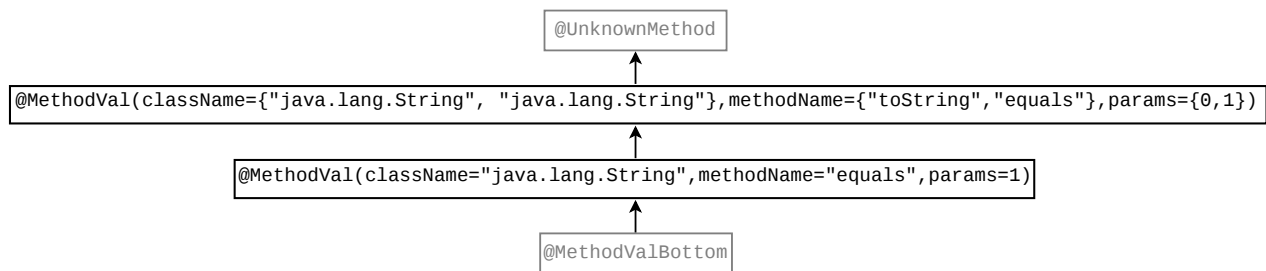 @UnknownMethod
@MethodVal(className={"java.lang.String", "java.lang.String"},methodName={"toString","equals"},params={0,1})
@MethodVal(className="java.lang.String",methodName="equals",params=1)
@MethodValBottom